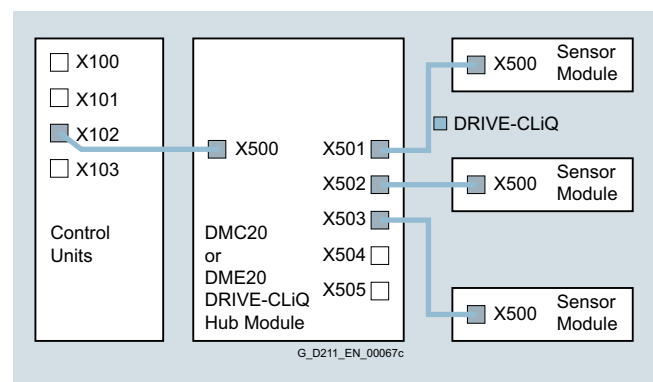 X100
X101
X102
X103
Control
Units
X500
X501
X502
X503
X504
X505
DMC20
or
DME20
DRIVE-CLiQ
Hub Module
X500
Sensor
Module
DRIVE-CLiQ
X500
Sensor
Module
X500
Sensor
Module
G_D211_EN_00067c